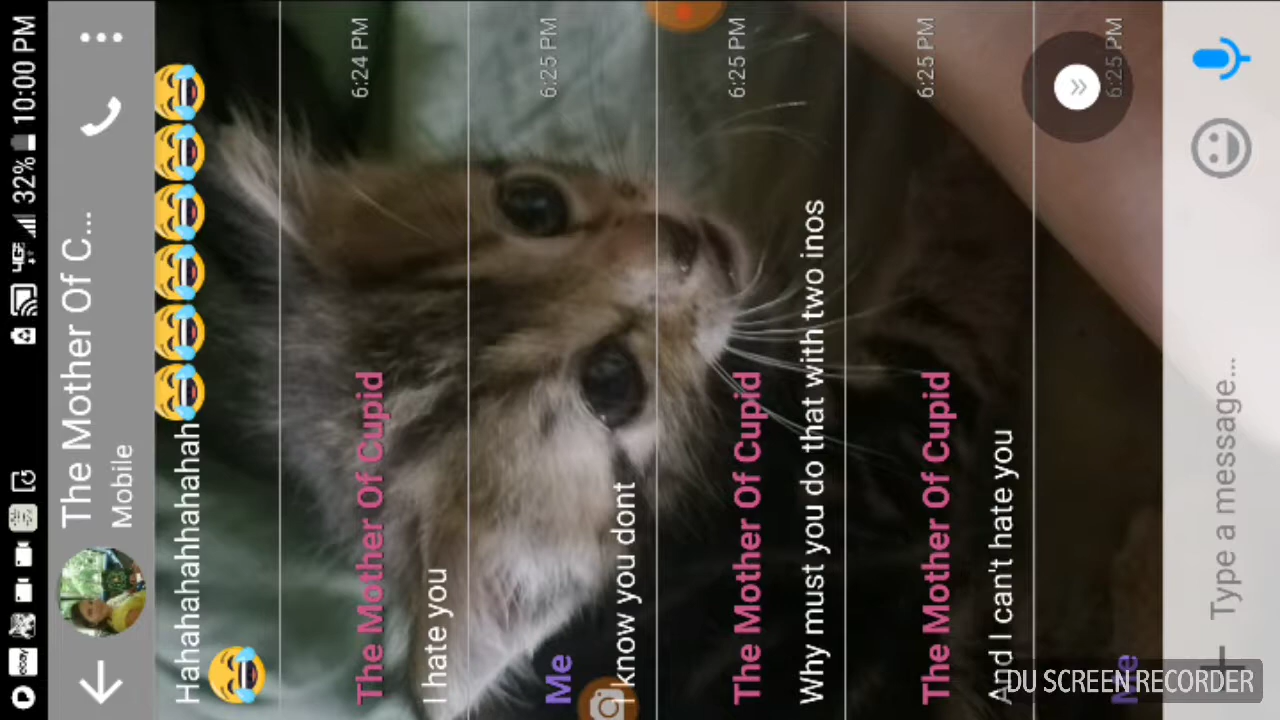 4GE 32% 10:00 PM
The Mother Of C...
Mobile
Hahahahhahahah😂😂😂😂😂😂
😂
The Mother Of Cupid 6:24 PM
I hate you
Me 6:25 PM
I know you dont
The Mother Of Cupid 6:25 PM
Why must you do that with two inos
The Mother Of Cupid 6:25 PM
And I can't hate you
Me 6:25 PM
Type a message...
DU SCREEN RECORDER